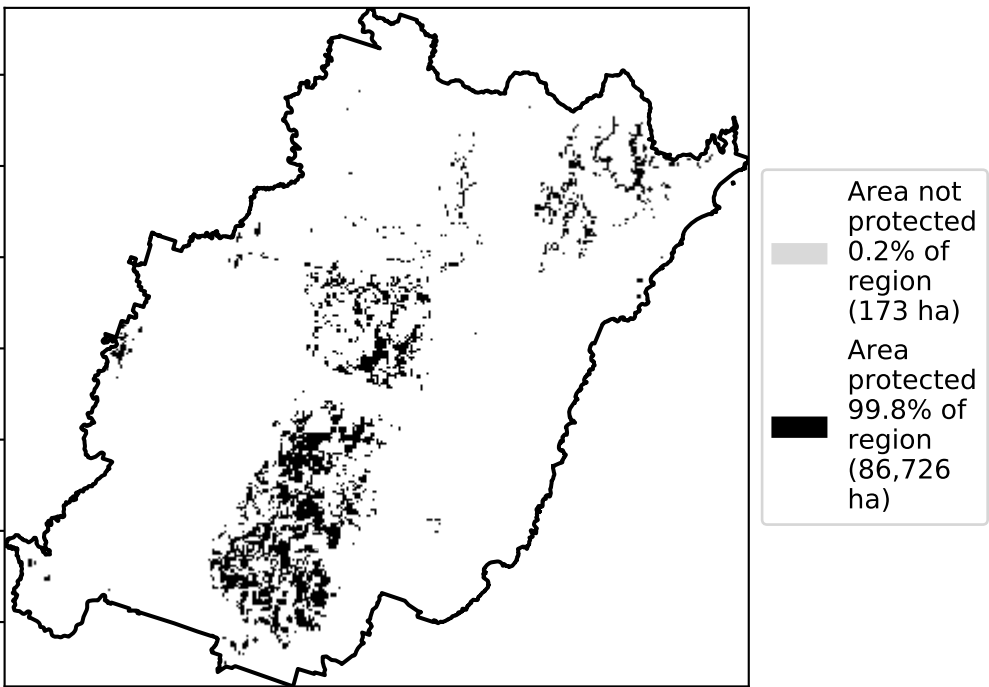 Area not
protected
0.2% of
region
(173 ha)
Area
protected
99.8% of
region
(86,726
ha)